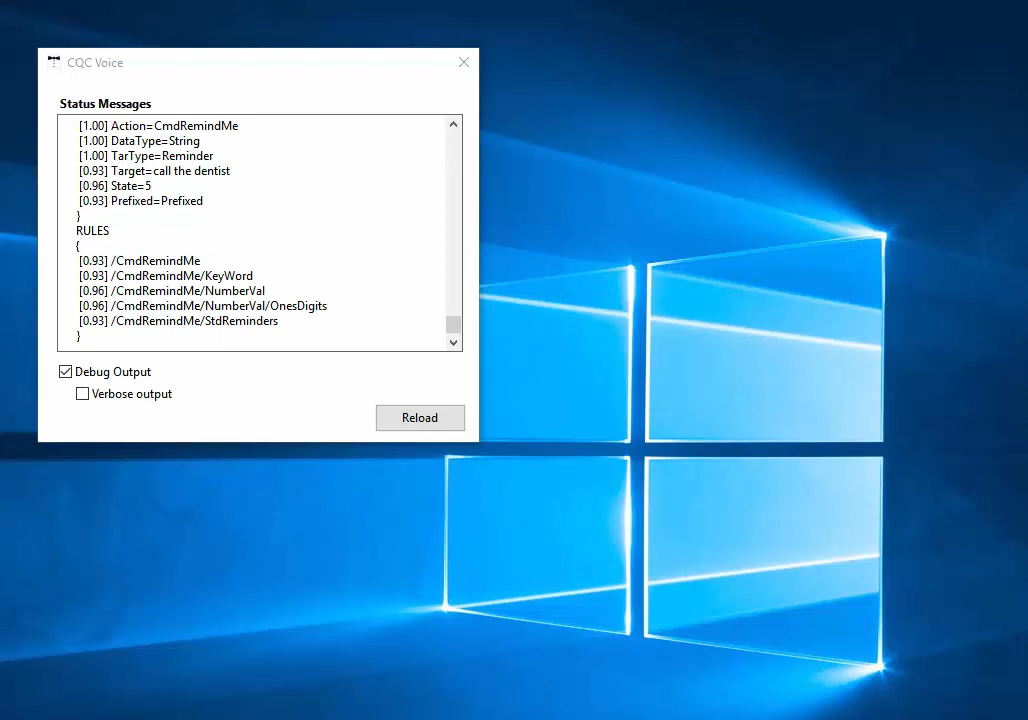 CQC Voice
Status Messages
[1.00] Action=CmdRemindMe
[1.00] DataType=String
[1.00] TarType=Reminder
[0.93] Target=call the dentist
[0.96] State=5
[0.93] Prefixed=Prefixed
}
RULES
{
[0.93] /CmdRemindMe
[0.93] /CmdRemindMe/KeyWord
[0.96] /CmdRemindMe/NumberVal
[0.96] /CmdRemindMe/NumberVal/OnesDigits
[0.93] /CmdRemindMe/StdReminders
}
Debug Output
Verbose output
Reload